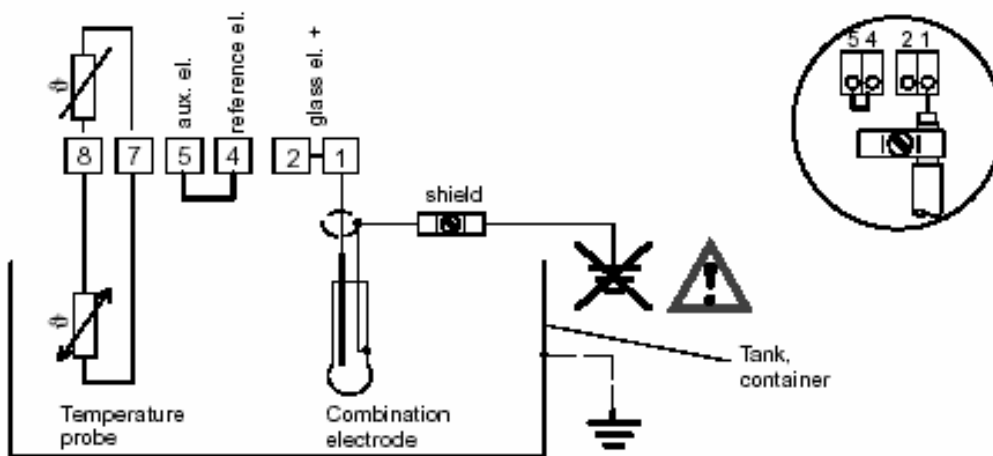 aux. el.
reference el.
glass el. +
5 4 2 1
ϑ
8 7 5 4 2 1
shield
ϑ
Tank,
container
Temperature
probe
Combination
electrode